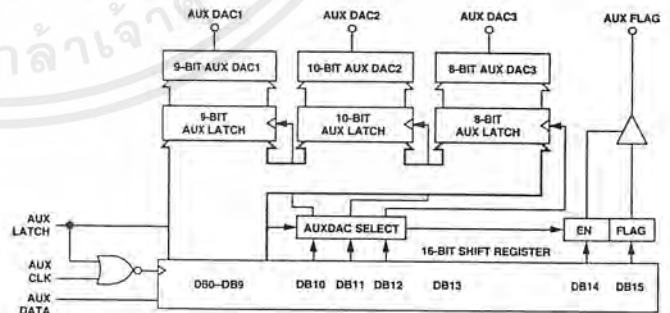 AUX DAC1
AUX DAC2
AUX DAC3
AUX FLAG
9-BIT AUX DAC1
10-BIT AUX DAC2
8-BIT AUX DAC3
9-BIT
AUX LATCH
10-BIT
AUX LATCH
8-BIT
AUX LATCH
AUX
LATCH
AUXDAC SELECT
EN
FLAG
16-BIT SHIFT REGISTER
AUX
CLK
DB0–DB9
DB10
DB11
DB12
DB13
DB14
DB15
AUX
DATA